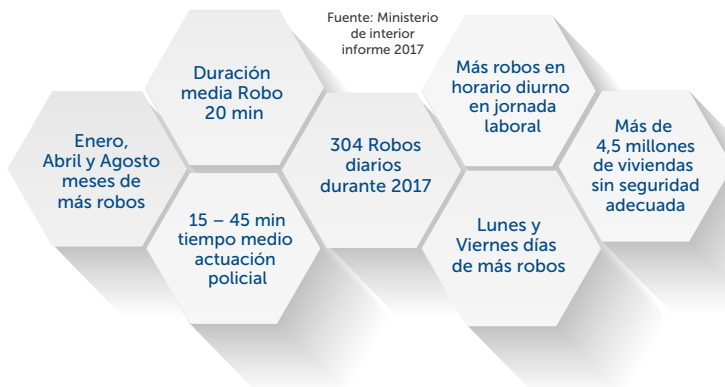 Fuente: Ministerio
de interior
informe 2017
Enero,
Abril y Agosto
meses de
más robos
Duración
media Robo
20 min
15 – 45 min
tiempo medio
actuación
policial
304 Robos
diarios
durante 2017
Más robos en
horario diurno
en jornada
laboral
Lunes y
Viernes días
de más robos
Más de
4,5 millones
de viviendas
sin seguridad
adecuada